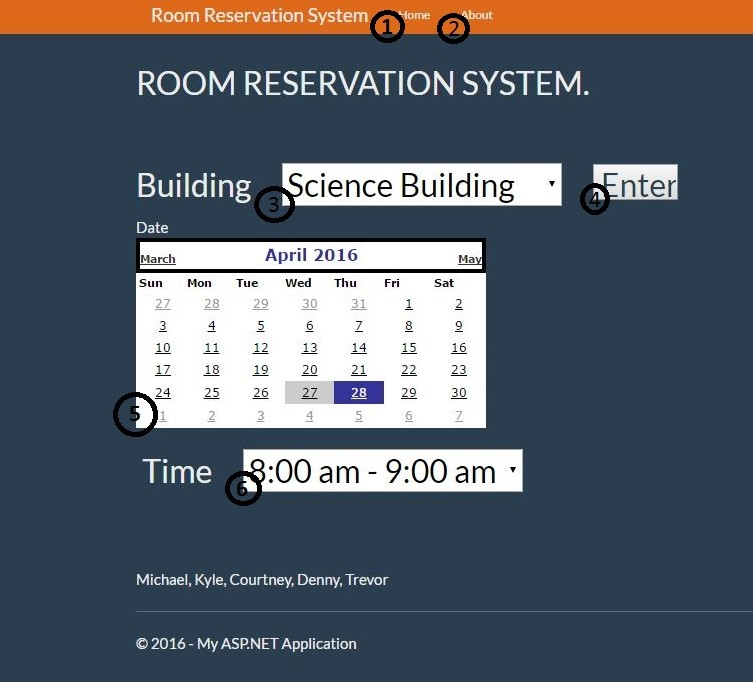 Room Reservation System 1 Home 2 About
ROOM RESERVATION SYSTEM.
Building 3 Science Building 4 Enter
Date
March April 2016 May
Sun Mon Tue Wed Thu Fri Sat
27 28 29 30 31 1 2
3 4 5 6 7 8 9
10 11 12 13 14 15 16
17 18 19 20 21 22 23
24 25 26 27 28 29 30
5 1 2 3 4 5 6 7
Time 6 8:00 am - 9:00 am
Michael, Kyle, Courtney, Denny, Trevor
© 2016 - My ASP.NET Application